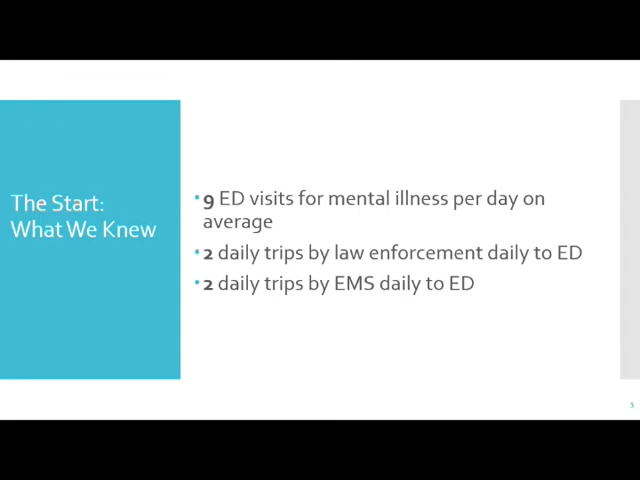 The Start:
What We Knew
• 9 ED visits for mental illness per day on
average
• 2 daily trips by law enforcement daily to ED
• 2 daily trips by EMS daily to ED